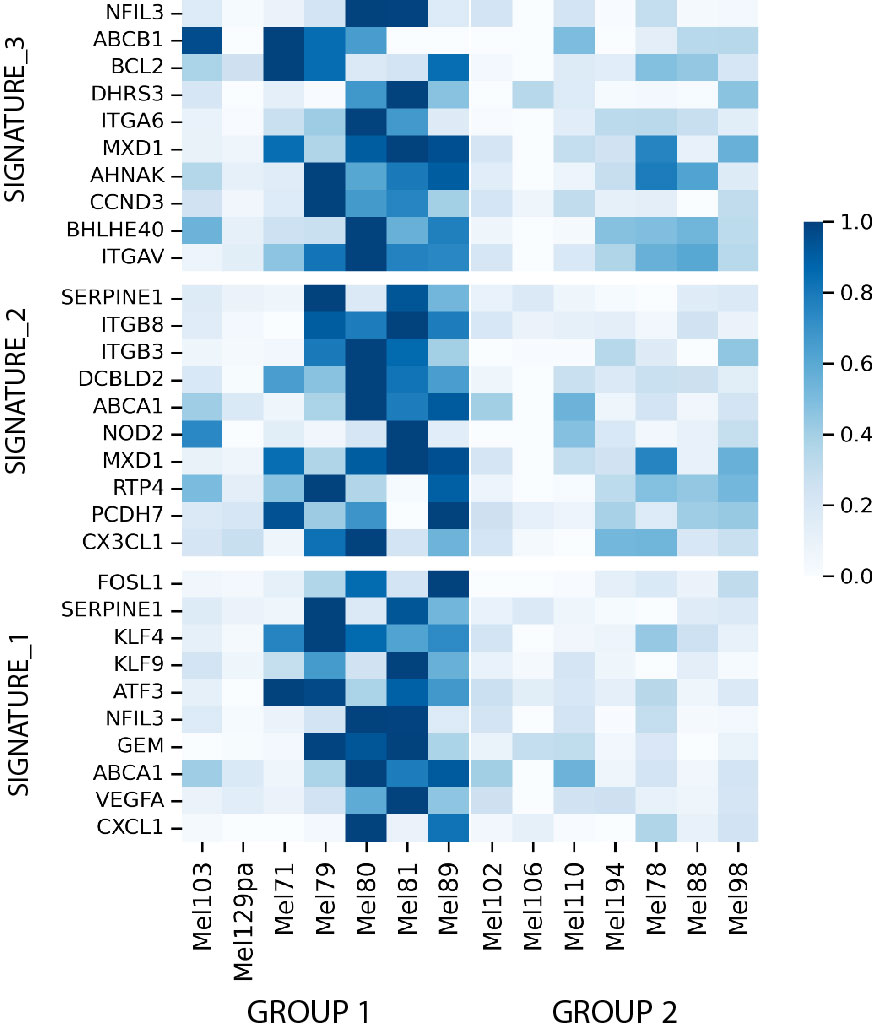 SIGNATURE_3
NFIL3
ABCB1
BCL2
DHRS3
ITGA6
MXD1
AHNAK
CCND3
BHLHE40
ITGAV
SIGNATURE_2
SERPINE1
ITGB8
ITGB3
DCBLD2
ABCA1
NOD2
MXD1
RTP4
PCDH7
CX3CL1
SIGNATURE_1
FOSL1
SERPINE1
KLF4
KLF9
ATF3
NFIL3
GEM
ABCA1
VEGFA
CXCL1
1.0
0.8
0.6
0.4
0.2
0.0
Mel103
Mel129pa
Mel71
Mel79
Mel80
Mel81
Mel89
Mel102
Mel106
Mel110
Mel194
Mel78
Mel88
Mel98
GROUP 1
GROUP 2